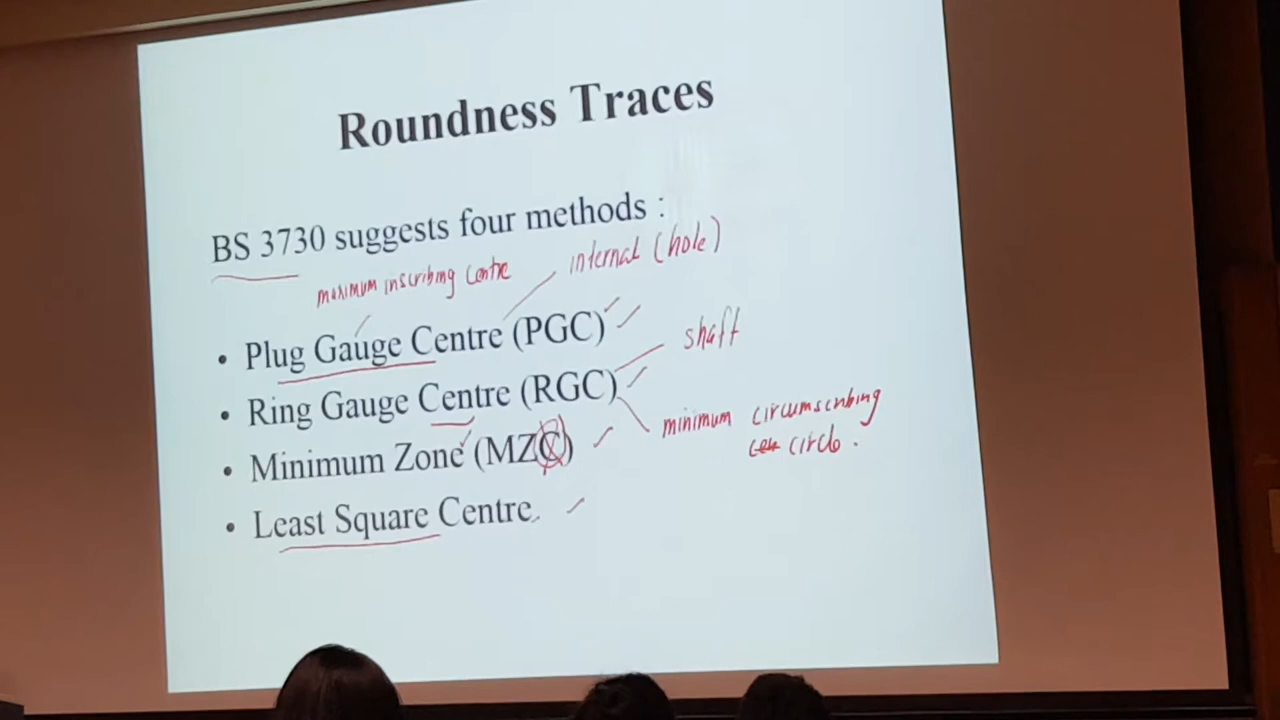 Roundness Traces
BS 3730 suggests four methods :
maximum inscribing Centre
internal (hole)
• Plug Gauge Centre (PGC)
shaft
• Ring Gauge Centre (RGC)
minimum circumscribing
circle.
• Minimum Zone (MZC)
• Least Square Centre